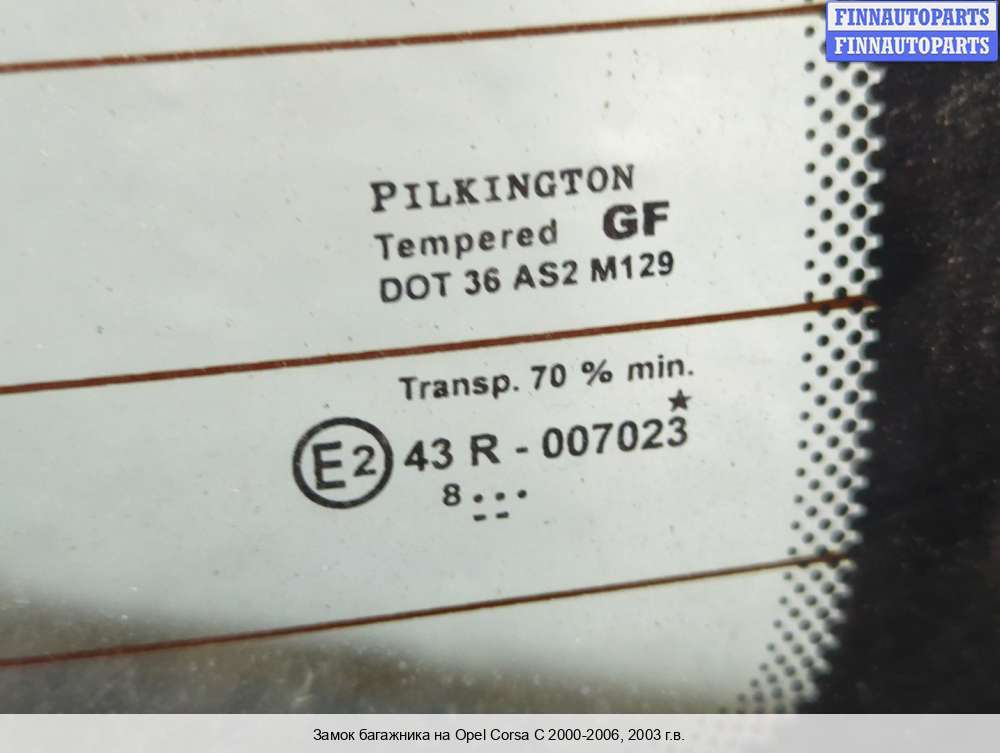 FINNAUTOPARTS
FINNAUTOPARTS
PILKINGTON
Tempered GF
DOT 36 AS2 M129
Transp. 70 % min.
E2 43 R - 007023
8 . . .
Замок багажника на Opel Corsa C 2000-2006, 2003 г.в.